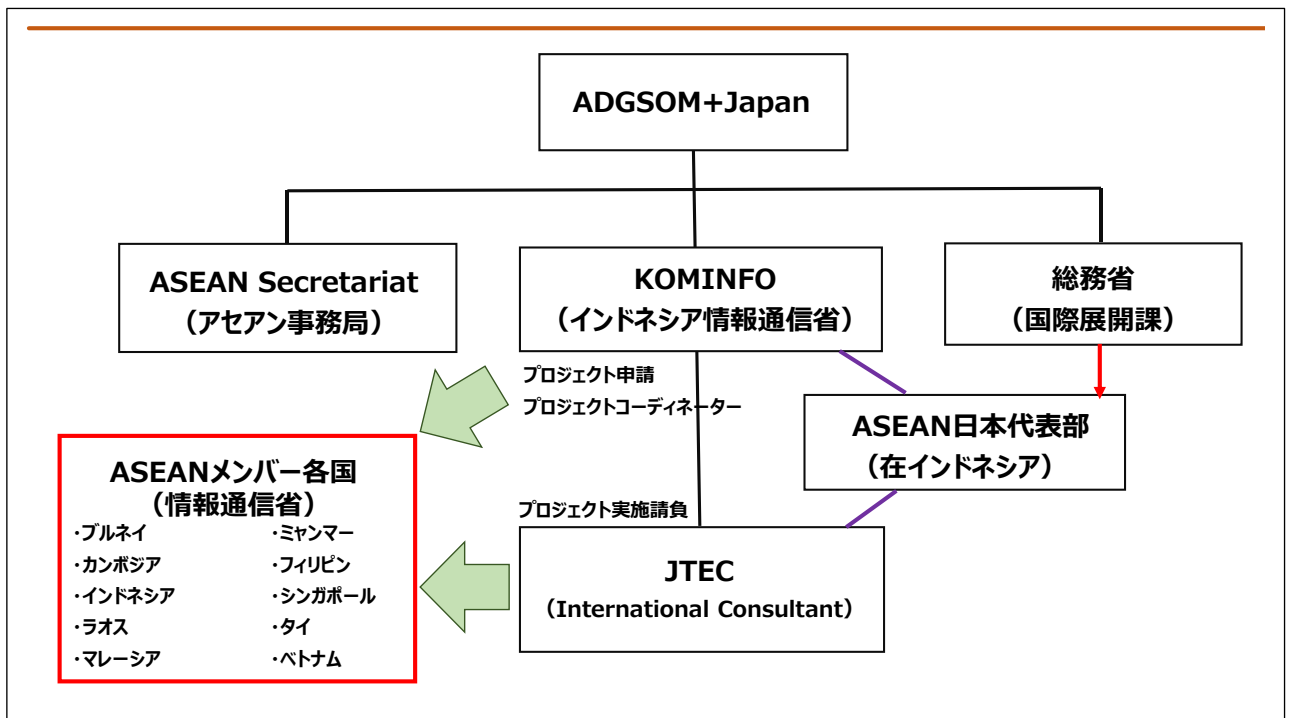 ADGSOM+Japan
ASEAN Secretariat
（アセアン事務局）
KOMINFO
（インドネシア情報通信省）
総務省
（国際展開課）
プロジェクト申請
プロジェクトコーディネーター
ASEAN日本代表部
（在インドネシア）
ASEANメンバー各国
（情報通信省）
・ブルネイ
・カンボジア
・インドネシア
・ラオス
・マレーシア
・ミャンマー
・フィリピン
・シンガポール
・タイ
・ベトナム
プロジェクト実施請負
JTEC
（International Consultant）